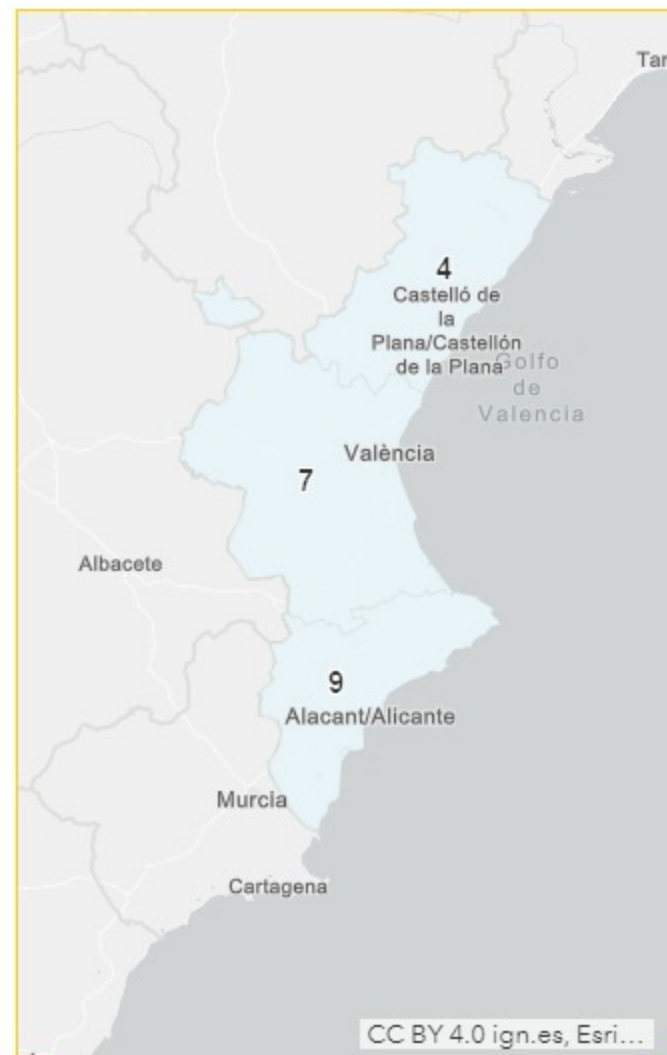 Tar
4
Castelló de
la
Plana/Castellón
de la Plana
Golfo
de
Valencia
València
7
Albacete
9
Alacant/Alicante
Murcia
Cartagena
CC BY 4.0 ign.es, Esri...